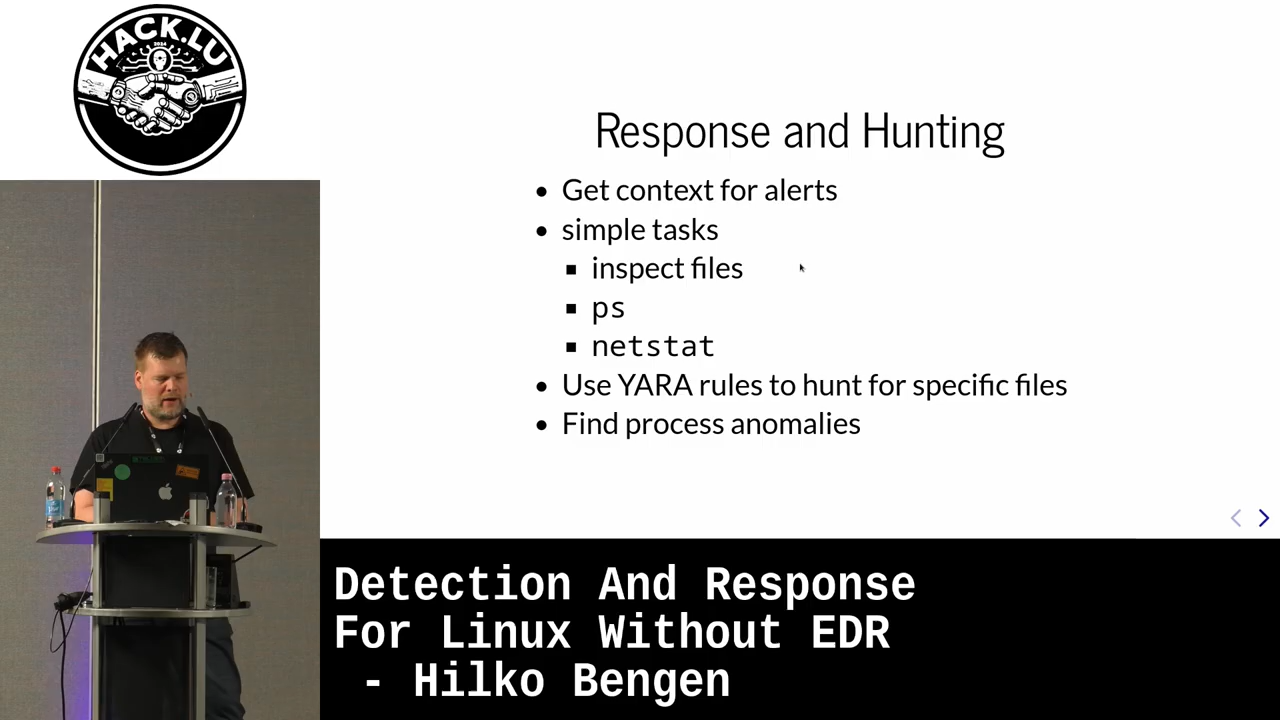 HACK.LU
2024
Response and Hunting
• Get context for alerts
• simple tasks
▪ inspect files
▪ ps
▪ netstat
• Use YARA rules to hunt for specific files
• Find process anomalies
Detection And Response
For Linux Without EDR
- Hilko Bengen